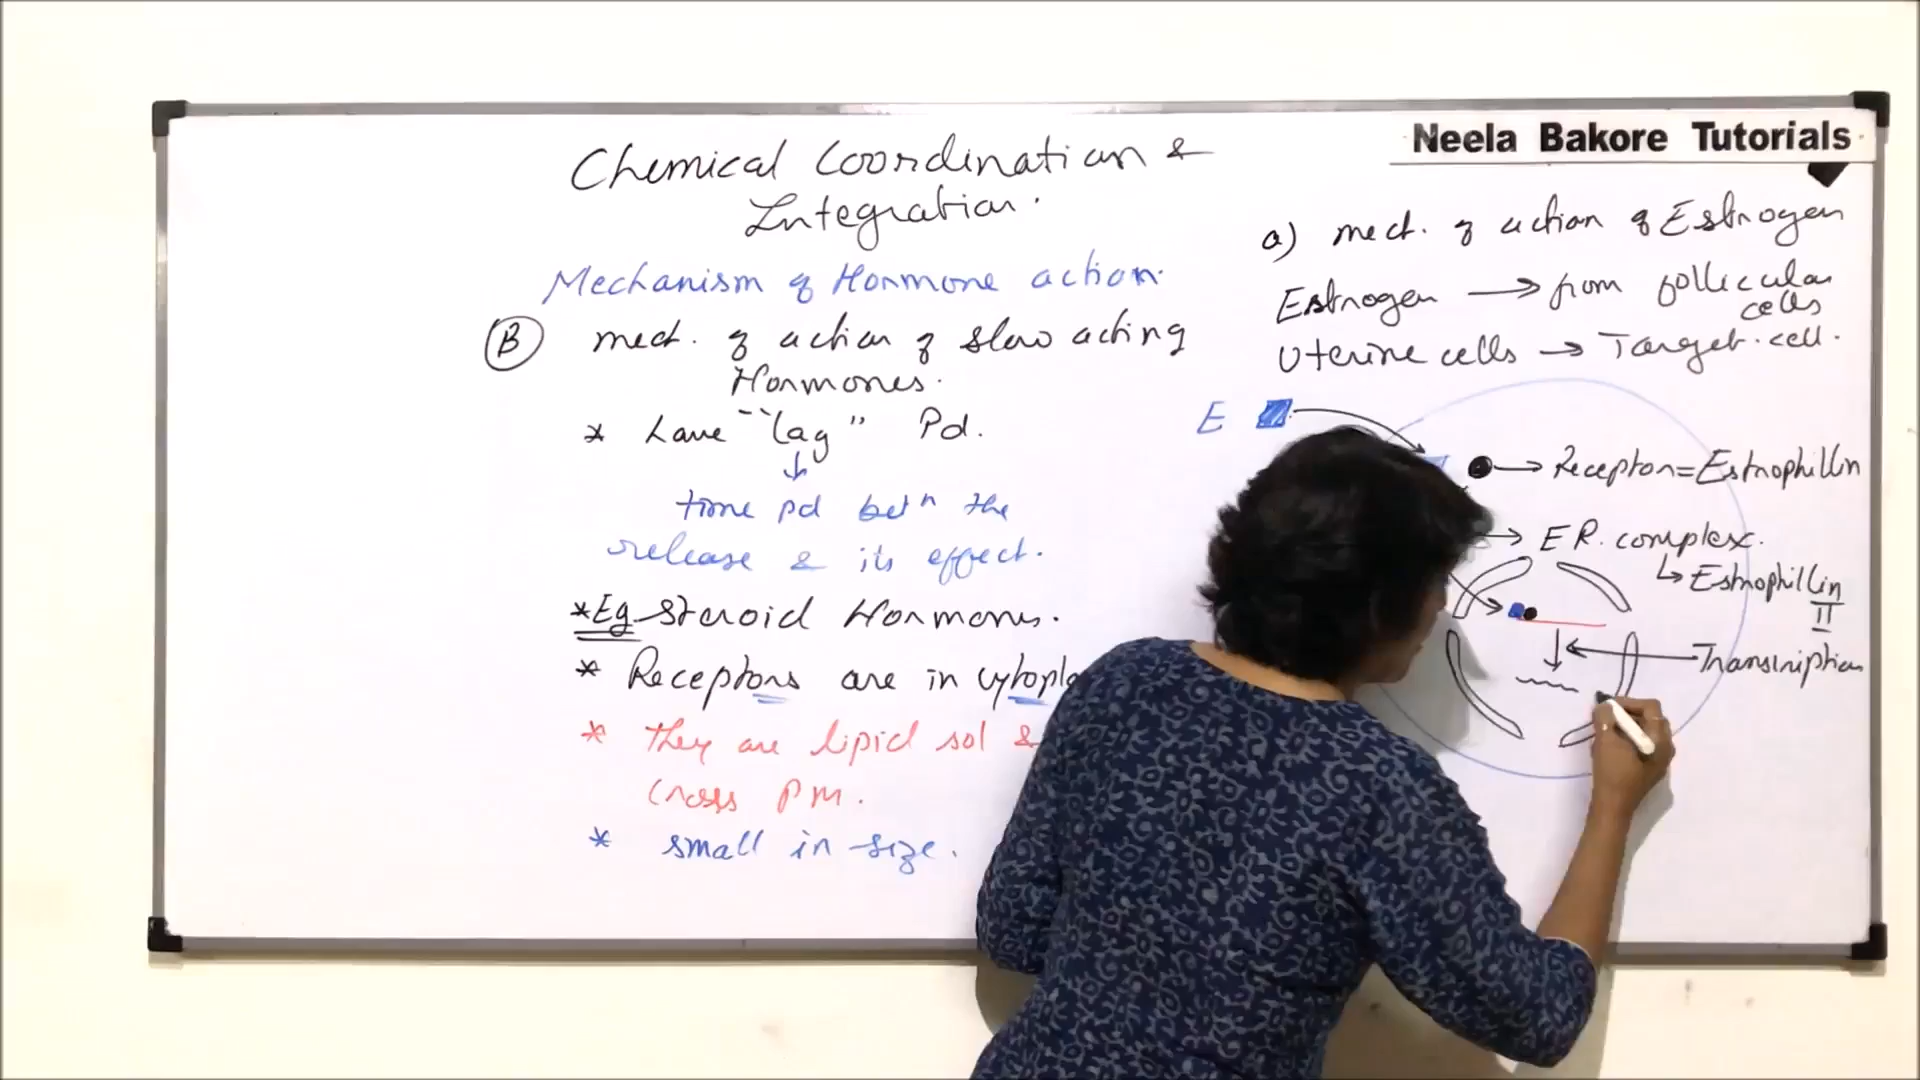 Neela Bakore Tutorials
Chemical Coordination &
Integration.
Mechanism of Hormone action.
B mech. of action of slow acting
Hormones.
* Have "lag" Pd.
↓
time pd betn the
release & its effect.
*Eg Steroid Hormones.
* Receptors are in cytopla
* they are lipid sol &
cross PM.
* small in size.
a) mech. of action of Estrogen
Estrogen → from follicular
cells
Uterine cells → Target cell.
E
→ Receptor = Estrophillin
→ E R. complex.
↳ Estrophillin
II
Transcription